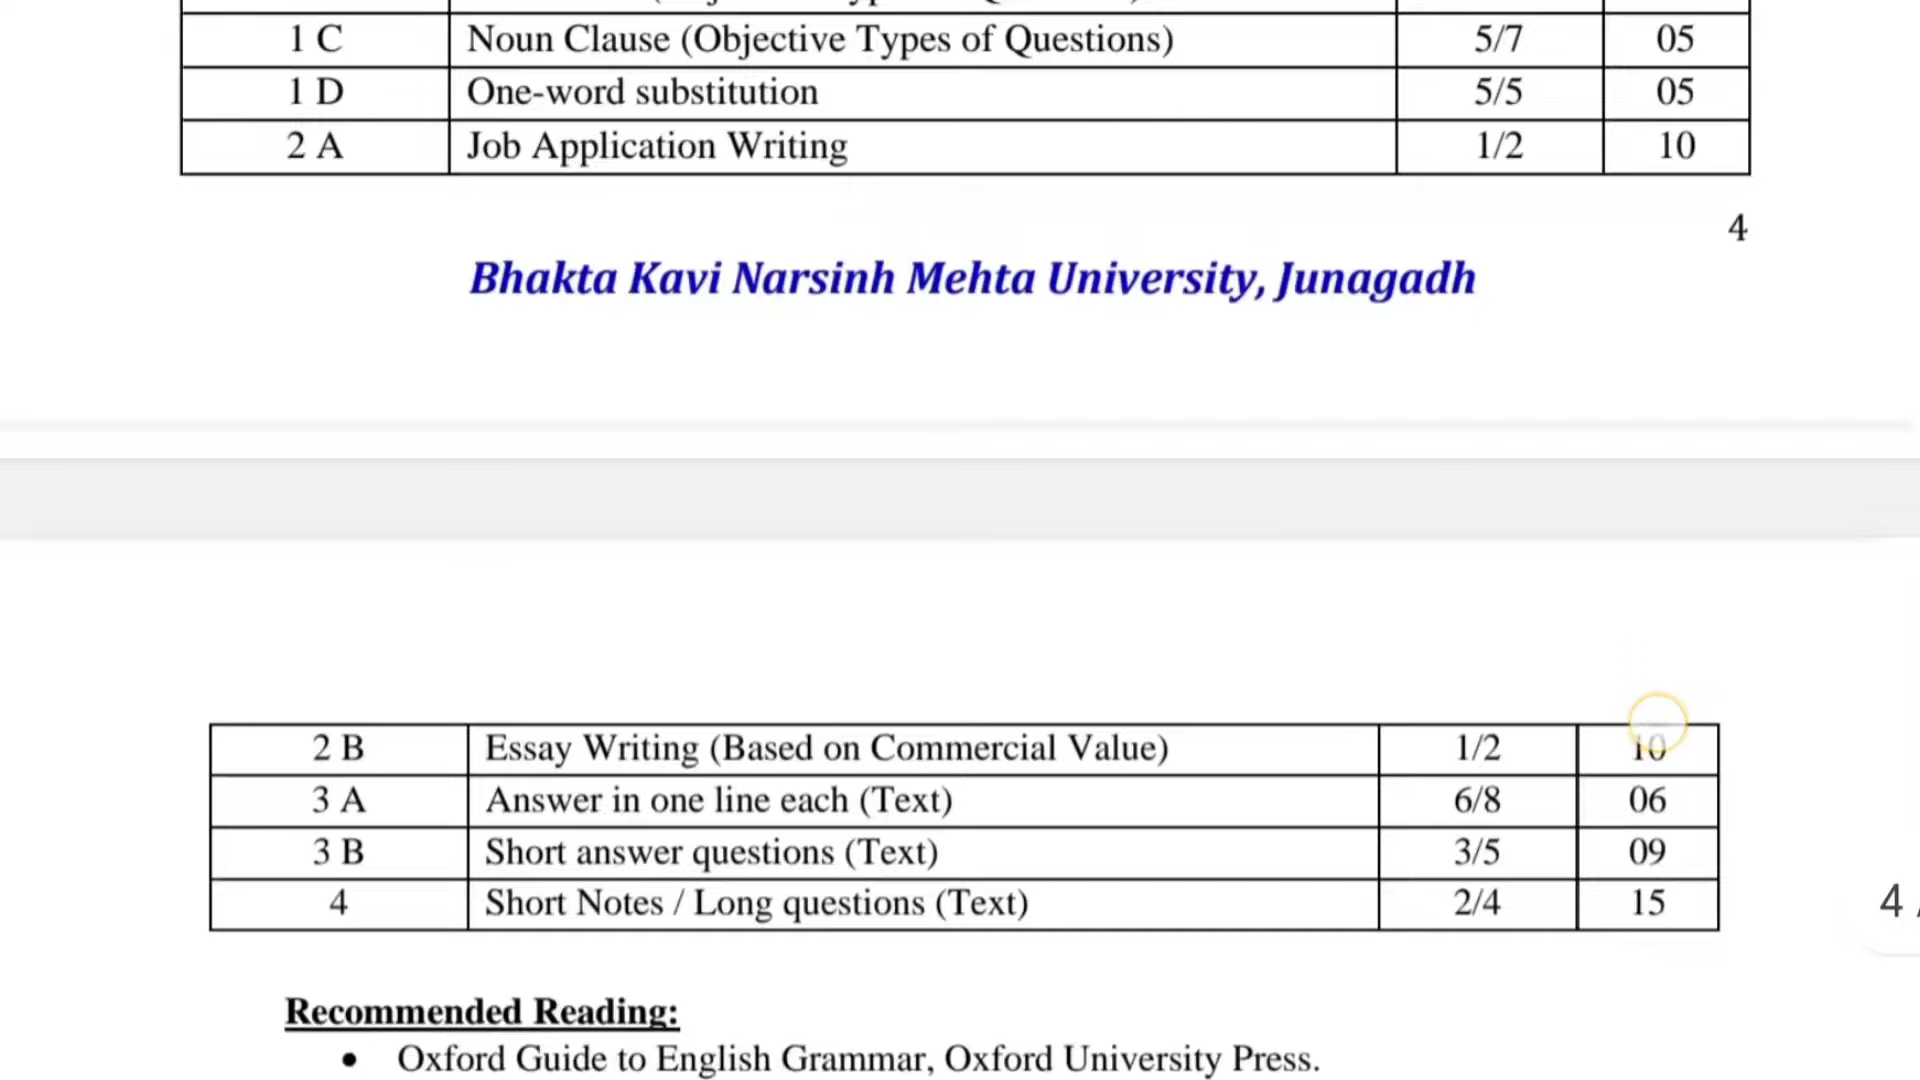 1 C Noun Clause (Objective Types of Questions) 5/7 05
1 D One-word substitution 5/5 05
2 A Job Application Writing 1/2 10
4
Bhakta Kavi Narsinh Mehta University, Junagadh
2 B Essay Writing (Based on Commercial Value) 1/2 10
3 A Answer in one line each (Text) 6/8 06
3 B Short answer questions (Text) 3/5 09
4 Short Notes / Long questions (Text) 2/4 15
4
Recommended Reading:
• Oxford Guide to English Grammar, Oxford University Press.